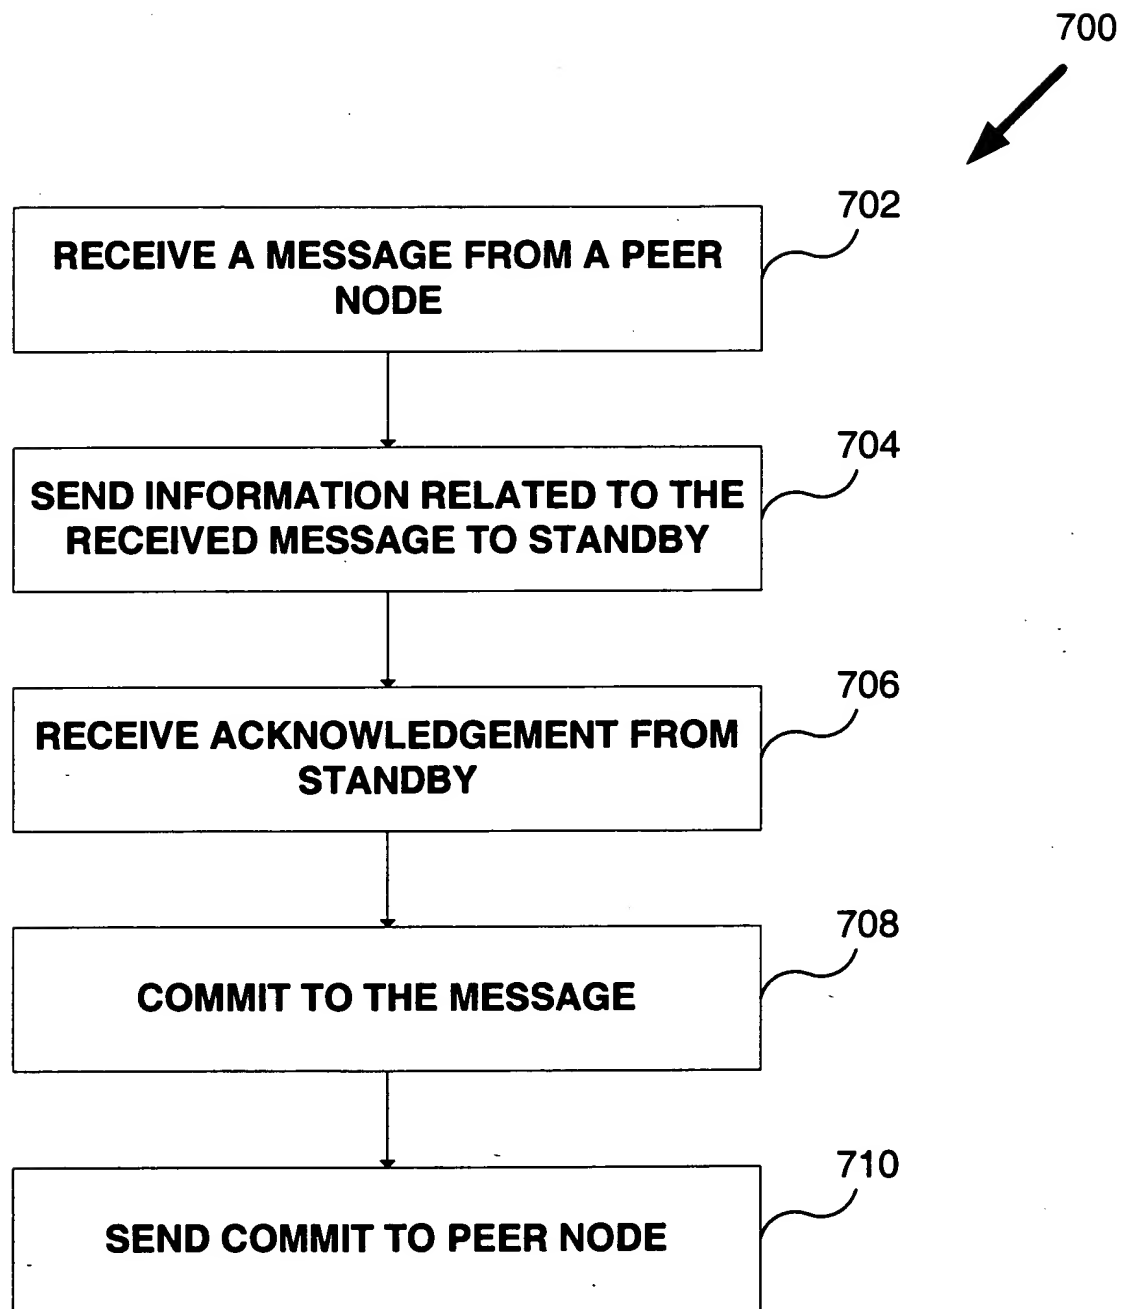 700
702
RECEIVE A MESSAGE FROM A PEER
NODE
704
SEND INFORMATION RELATED TO THE
RECEIVED MESSAGE TO STANDBY
706
RECEIVE ACKNOWLEDGEMENT FROM
STANDBY
708
COMMIT TO THE MESSAGE
710
SEND COMMIT TO PEER NODE